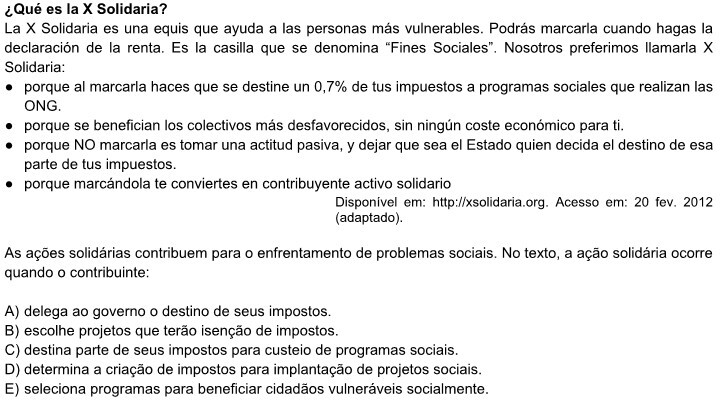 ¿Qué es la X Solidaria?
La X Solidaria es una equis que ayuda a las personas más vulnerables. Podrás marcarla cuando hagas la
declaración de la renta. Es la casilla que se denomina “Fines Sociales”. Nosotros preferimos llamarla X
Solidaria:
● porque al marcarla haces que se destine un 0,7% de tus impuestos a programas sociales que realizan las
ONG.
● porque se benefician los colectivos más desfavorecidos, sin ningún coste económico para ti.
● porque NO marcarla es tomar una actitud pasiva, y dejar que sea el Estado quien decida el destino de esa
parte de tus impuestos.
● porque marcándola te conviertes en contribuyente activo solidario
Disponível em: http://xsolidaria.org. Acesso em: 20 fev. 2012
(adaptado).
As ações solidárias contribuem para o enfrentamento de problemas sociais. No texto, a ação solidária ocorre
quando o contribuinte:
A) delega ao governo o destino de seus impostos.
B) escolhe projetos que terão isenção de impostos.
C) destina parte de seus impostos para custeio de programas sociais.
D) determina a criação de impostos para implantação de projetos sociais.
E) seleciona programas para beneficiar cidadãos vulneráveis socialmente.